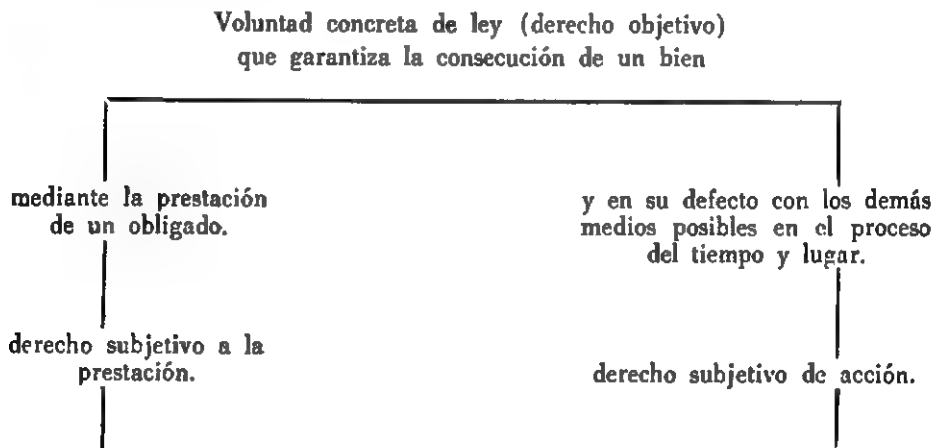 Voluntad concreta de ley (derecho objetivo)
que garantiza la consecución de un bien
mediante la prestación
de un obligado.
y en su defecto con los demás
medios posibles en el proceso
del tiempo y lugar.
derecho subjetivo a la
prestación.
derecho subjetivo de acción.